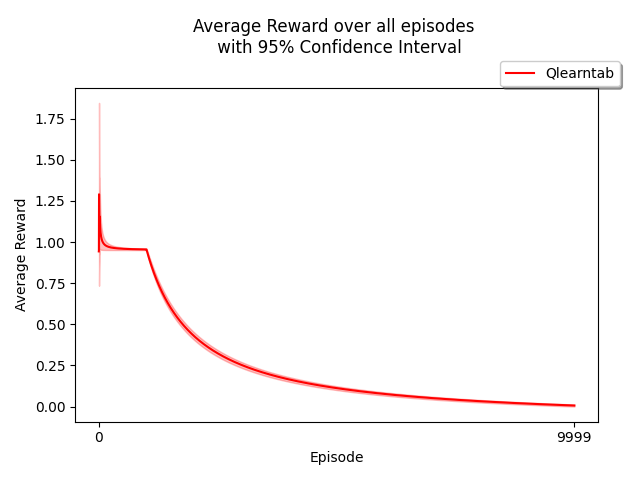 Average Reward over all episodes
with 95% Confidence Interval
Qlearntab
1.75
1.50
1.25
1.00
0.75
0.50
0.25
0.00
Average Reward
0
9999
Episode